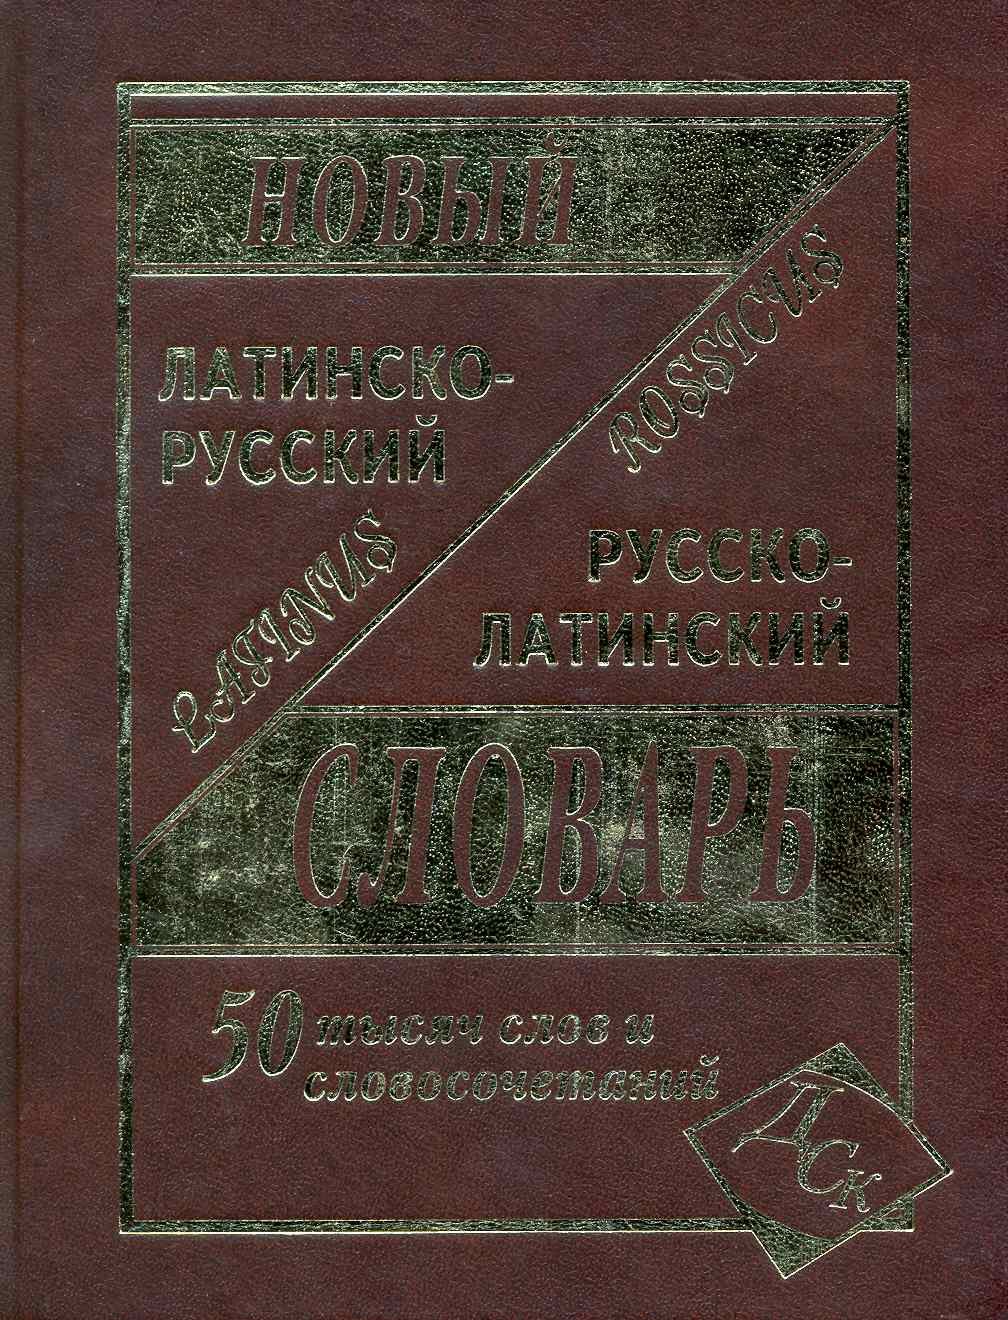 НОВЫЙ
ЛАТИНСКО-
РУССКИЙ
LATINUS
ROSSICUS
РУССКО-
ЛАТИНСКИЙ
СЛОВАРЬ
50 тысяч слов и
словосочетаний
ДСК